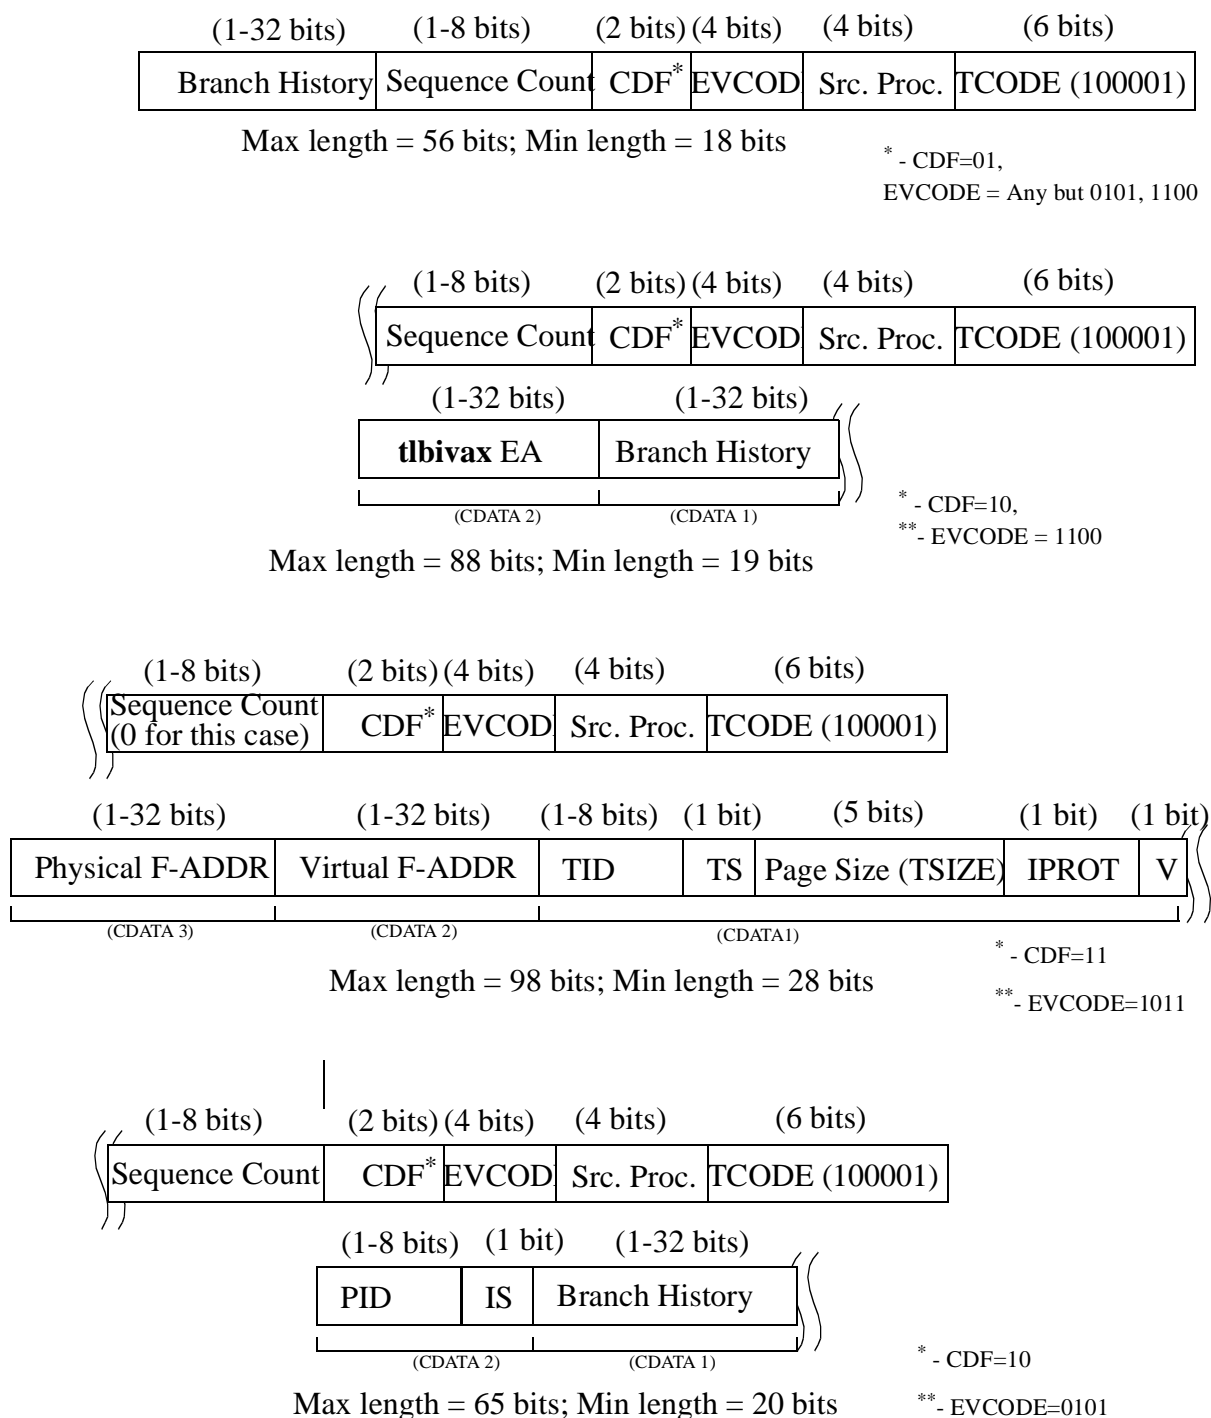 (1-32 bits) (1-8 bits) (2 bits) (4 bits) (4 bits) (6 bits)
Branch History Sequence Count CDF* EVCOD Src. Proc. TCODE (100001)
Max length = 56 bits; Min length = 18 bits
* - CDF=01,
EVCODE = Any but 0101, 1100
(1-8 bits) (2 bits) (4 bits) (4 bits) (6 bits)
Sequence Count CDF* EVCOD Src. Proc. TCODE (100001)
(1-32 bits) (1-32 bits)
tlbivax EA Branch History
(CDATA 2) (CDATA 1)
* - CDF=10,
**- EVCODE = 1100
Max length = 88 bits; Min length = 19 bits
(1-8 bits) (2 bits) (4 bits) (4 bits) (6 bits)
Sequence Count
(0 for this case) CDF* EVCOD Src. Proc. TCODE (100001)
(1-32 bits) (1-32 bits) (1-8 bits) (1 bit) (5 bits) (1 bit) (1 bit)
Physical F-ADDR Virtual F-ADDR TID TS Page Size (TSIZE) IPROT V
(CDATA 3) (CDATA 2) (CDATA1)
* - CDF=11
Max length = 98 bits; Min length = 28 bits
**- EVCODE=1011
(1-8 bits) (2 bits) (4 bits) (4 bits) (6 bits)
Sequence Count CDF* EVCOD Src. Proc. TCODE (100001)
(1-8 bits) (1 bit) (1-32 bits)
PID IS Branch History
(CDATA 2) (CDATA 1)
* - CDF=10
Max length = 65 bits; Min length = 20 bits
**- EVCODE=0101